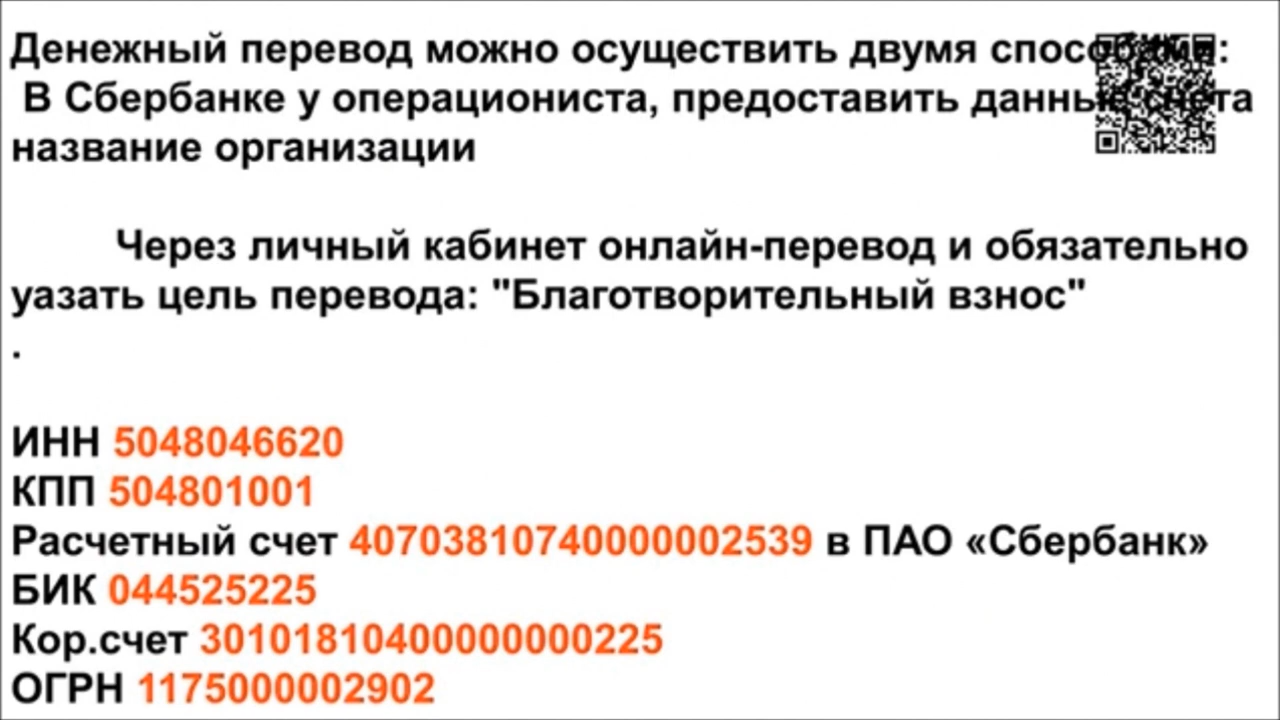 Денежный перевод можно осуществить двумя способами:
В Сбербанке у операциониста, предоставить данные счета
название организации
Через личный кабинет онлайн-перевод и обязательно
уазать цель перевода: "Благотворительный взнос"
.
ИНН 5048046620
КПП 504801001
Расчетный счет 40703810740000002539 в ПАО «Сбербанк»
БИК 044525225
Кор.счет 30101810400000000225
ОГРН 1175000002902